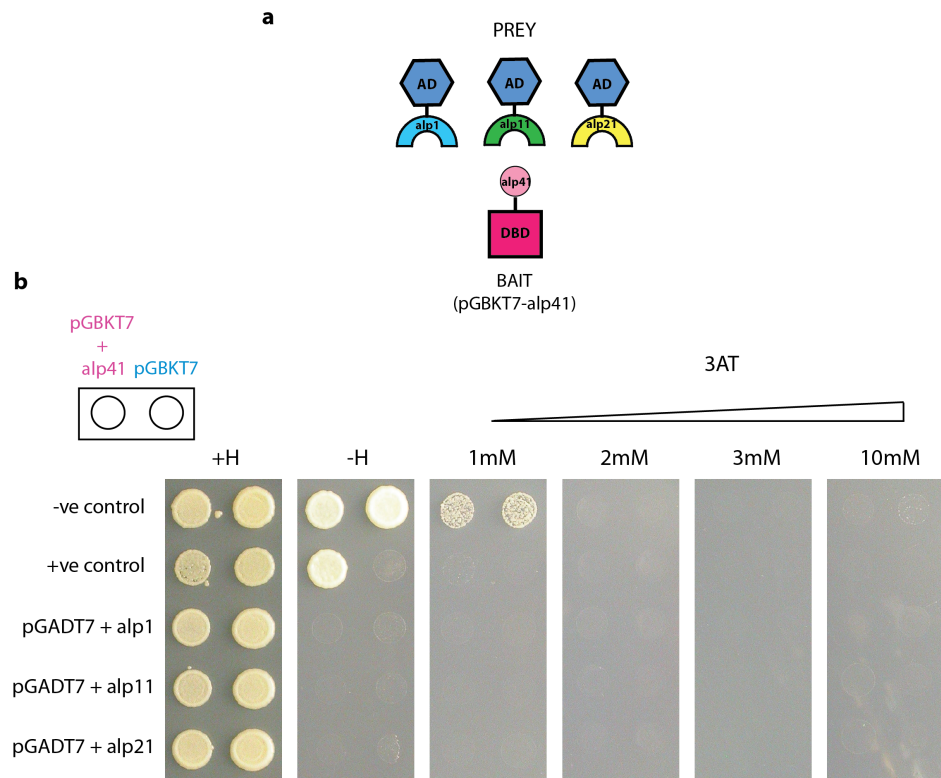 a
PREY
AD AD AD
alp1 alp11 alp21
alp41
DBD
BAIT
(pGBKT7-alp41)
b
pGBKT7
+
alp41 pGBKT7
3AT
+H -H 1mM 2mM 3mM 10mM
-ve control
+ve control
pGADT7 + alp1
pGADT7 + alp11
pGADT7 + alp21